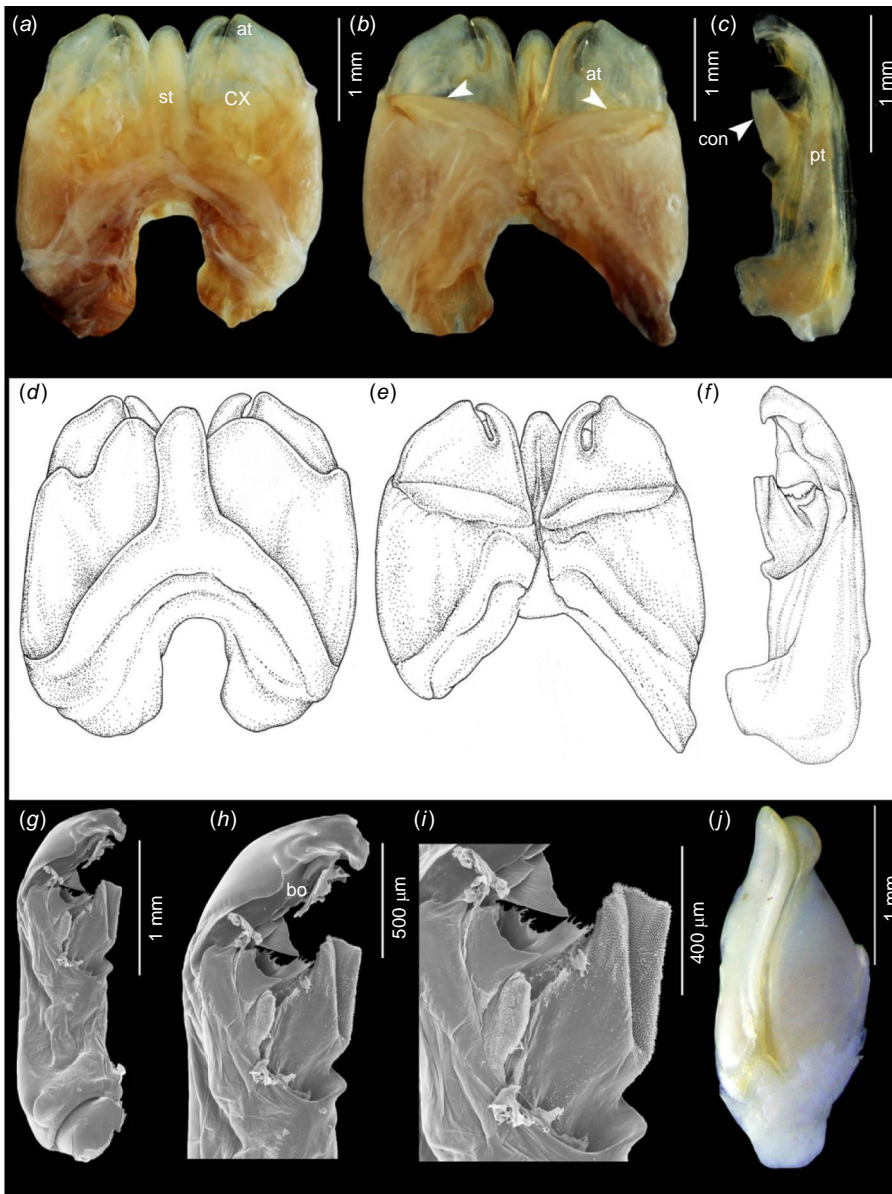 (a)
at
st
CX
1 mm
(b)
at
1 mm
(c)
con
pt
1 mm
(d)
(e)
(f)
(g)
1 mm
(h)
bo
500 μm
(i)
400 μm
(j)
1 mm